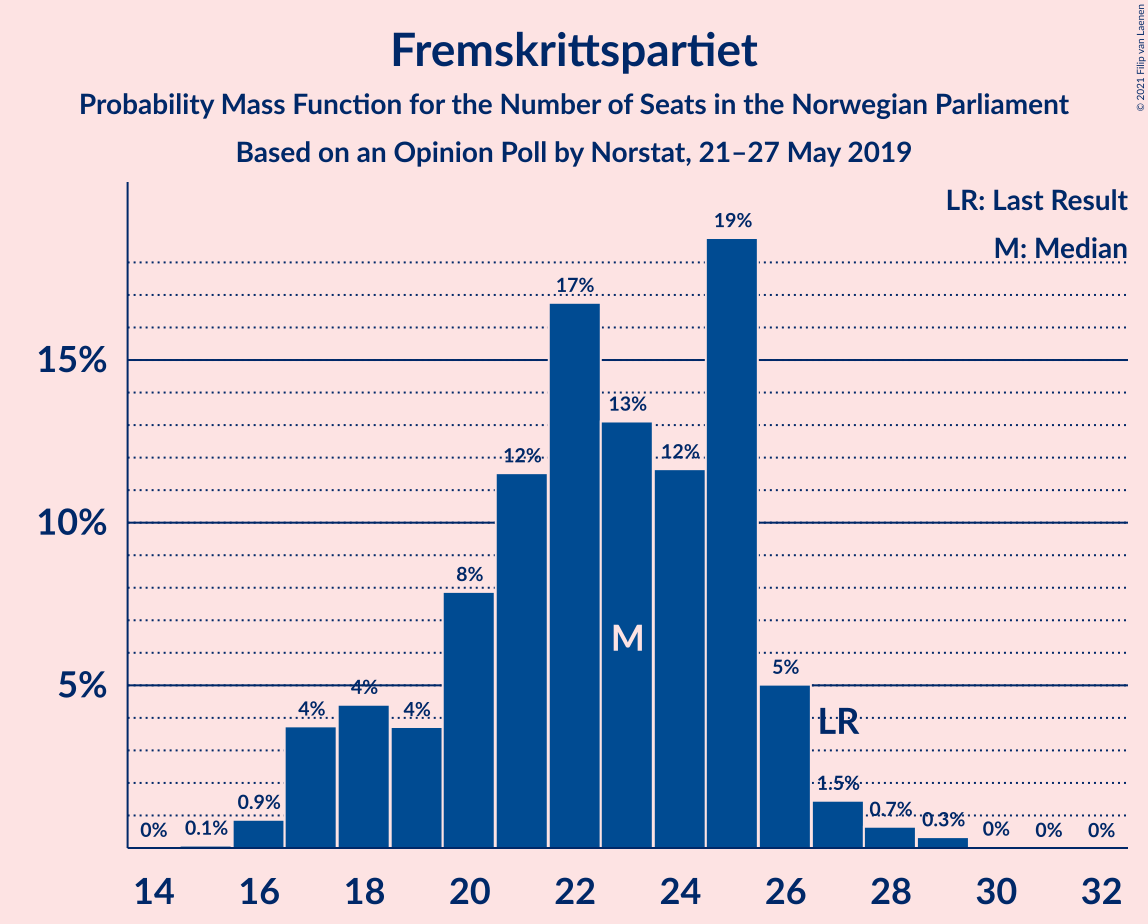 Fremskrittspartiet
Probability Mass Function for the Number of Seats in the Norwegian Parliament
Based on an Opinion Poll by Norstat, 21–27 May 2019
© 2021 Filip van Laenen
LR: Last Result
M: Median
19%
17%
15%
13%
12%
12%
10%
8%
M
5%
5%
4%
4%
4%
LR
1.5%
0.9%
0.7%
0.3%
0%
0.1%
0%
0%
0%
14 16 18 20 22 24 26 28 30 32